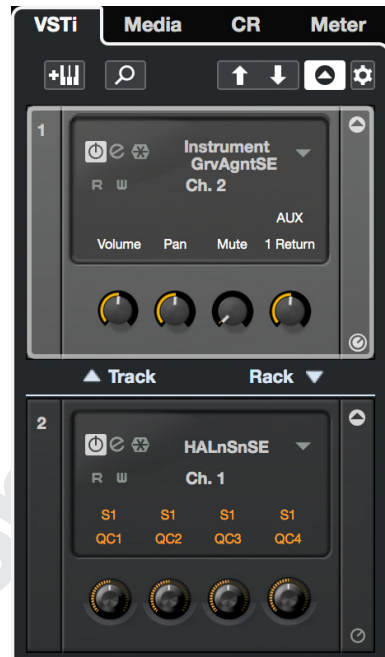 VSTi Media CR Meter
1
Instrument
GrvAgntSE
R W
Ch. 2
AUX
Volume Pan Mute 1 Return
Track Rack
2
HALnSnSE
R W
Ch. 1
S1 S1 S1 S1
QC1 QC2 QC3 QC4